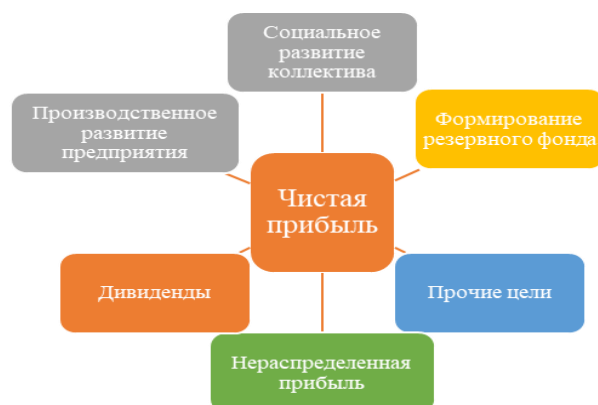 Социальное
развитие
коллектива
Производственное
развитие
предприятия
Формирование
резервного фонда
Чистая
прибыль
Дивиденды
Прочие цели
Нераспределенная
прибыль